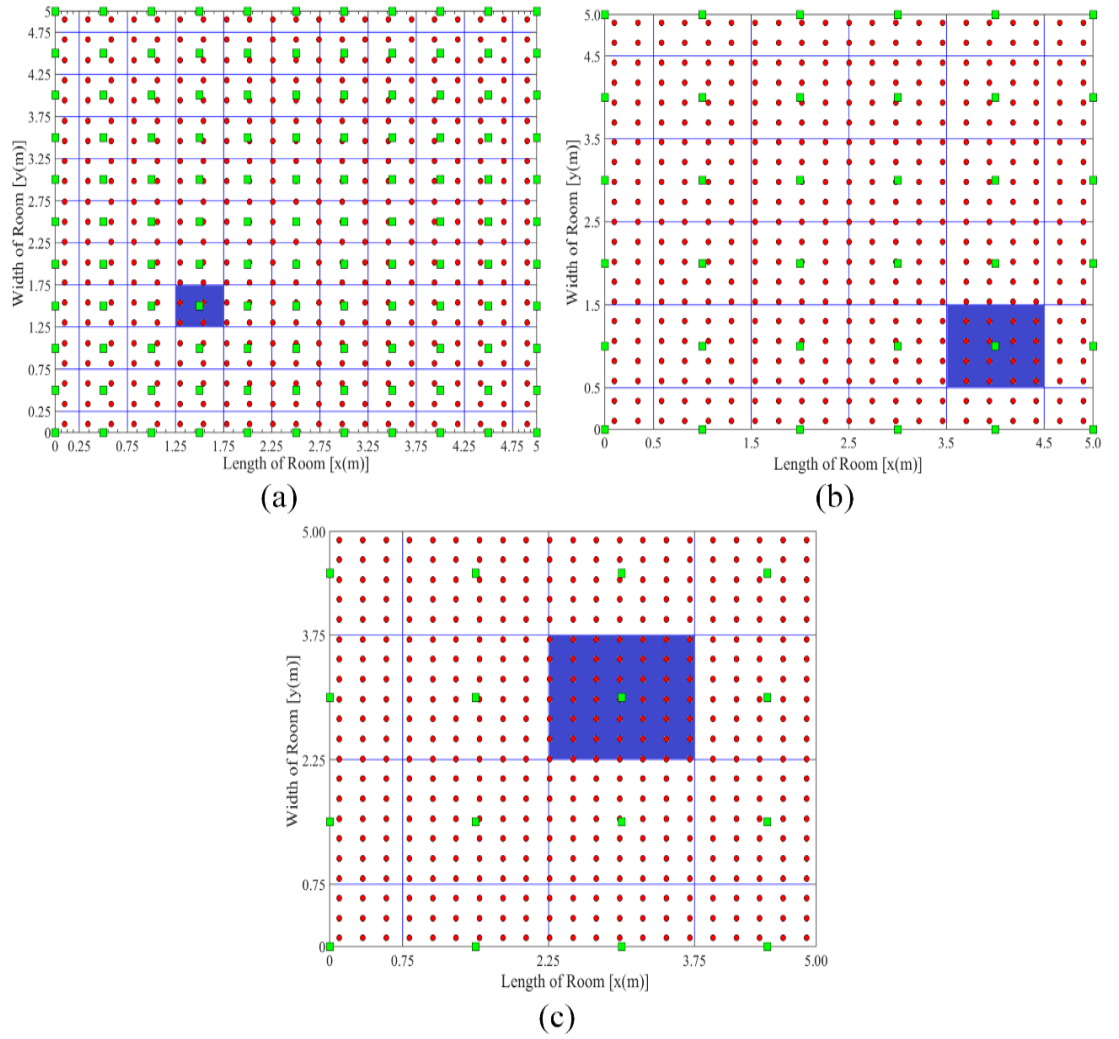 5
4.75
4.25
3.75
3.25
2.75
2.25
1.75
1.25
0.75
0.25
0
Width of Room [y(m)]
0 0.25 0.75 1.25 1.75 2.25 2.75 3.25 3.75 4.25 4.75 5
Length of Room [x(m)]
(a)
5.0
4.5
3.5
2.5
1.5
0.5
0
Width of Room [y(m)]
0 0.5 1.5 2.5 3.5 4.5 5.0
Length of Room [x(m)]
(b)
5.00
3.75
2.25
0.75
0
Width of Room [y(m)]
0 0.75 2.25 3.75 5.00
Length of Room [x(m)]
(c)